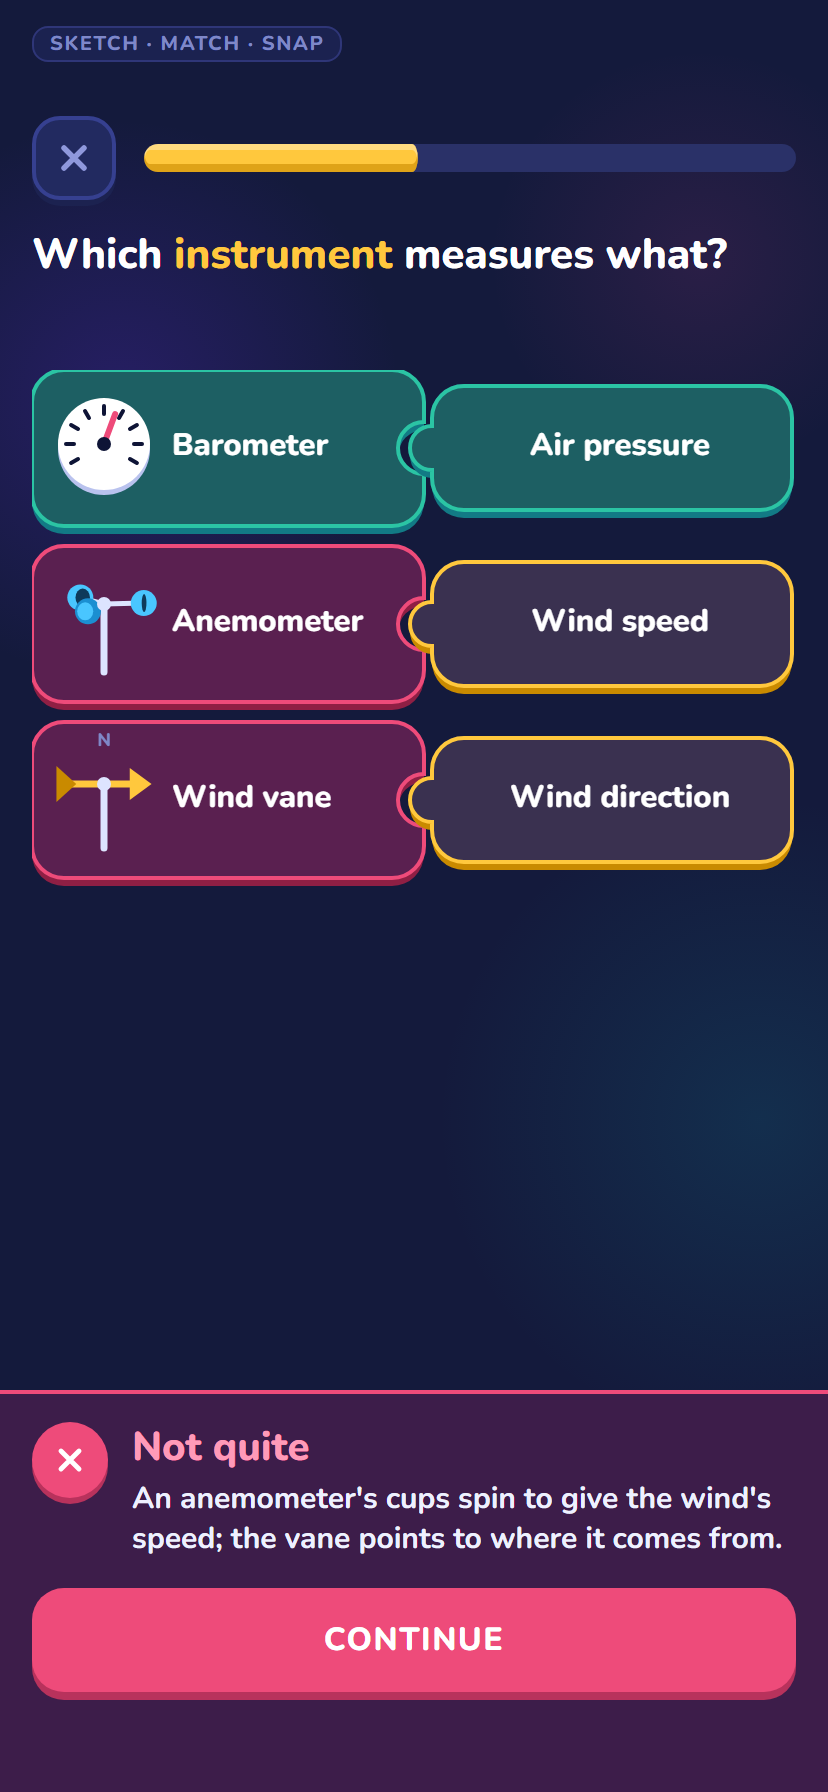 SKETCH · MATCH · SNAP
Which instrument measures what?
Barometer
Air pressure
Anemometer
Wind speed
N
Wind vane
Wind direction
Not quite
An anemometer's cups spin to give the wind's
speed; the vane points to where it comes from.
CONTINUE